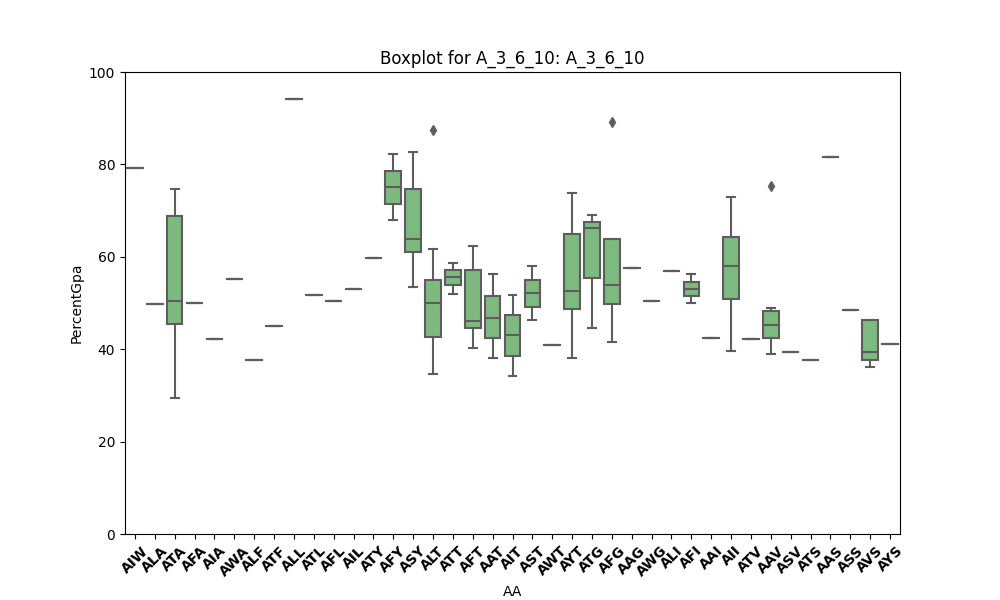 Boxplot for A_3_6_10: A_3_6_10
100
80
60
40
20
0
PercentGpa
AIW
ALA
ATA
AFA
AIA
AWA
ALF
ATF
ALL
ATL
AFL
AIL
ATY
AFY
ASY
ALT
ATT
AFT
AAT
AIT
AST
AWT
AYT
ATG
AFG
AAG
AWG
ALI
AFI
AAI
AII
ATV
AAV
ASV
ATS
AAS
ASS
AVS
AYS
AA